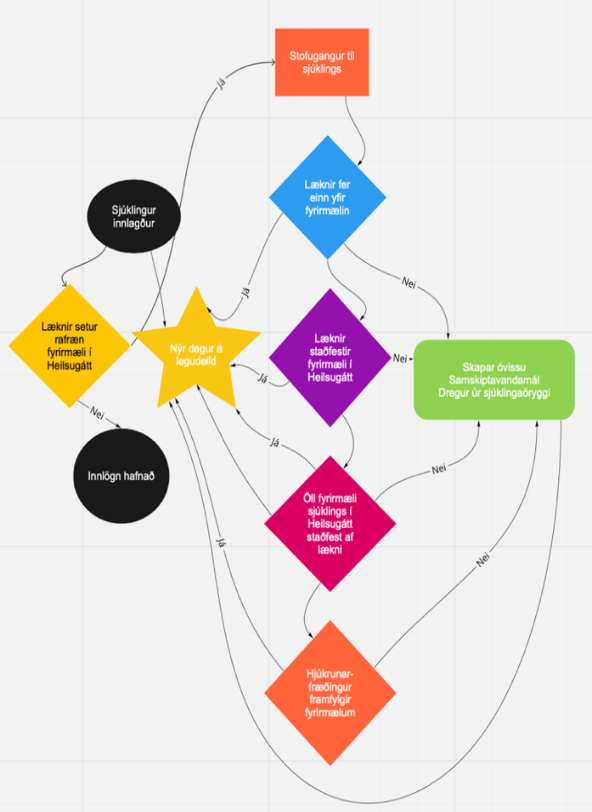 Stofugangur til
sjúklings
Já
Læknir fer
einn yfir
fyrirmælin
Sjúklingur
innlagður
Já
Nei
Læknir setur
rafræn
fyrirmæli í
Heilsugátt
Nýr dagur á
legudeild
Læknir
staðfestir
fyrirmæli í
Heilsugátt
Nei
Já
Skapar óvissu
Samskiptavandamál
Dregur úr sjúklingaöryggi
Nei
Innlögn hafnað
Já
Nei
Öll fyrirmæli
sjúklings í
Heilsugátt
staðfest af
lækni
Já
Nei
Hjúkrunar-
fræðingur
framfylgir
fyrirmælum